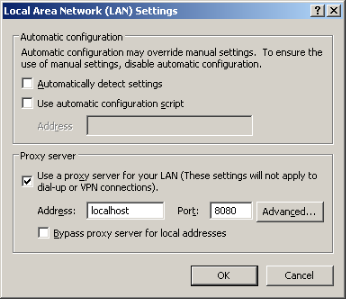 Local Area Network (LAN) Settings
Automatic configuration
Automatic configuration may override manual settings. To ensure the
use of manual settings, disable automatic configuration.
Automatically detect settings
Use automatic configuration script
Address
Proxy server
Use a proxy server for your LAN (These settings will not apply to
dial-up or VPN connections).
Address: localhost Port: 8080 Advanced...
Bypass proxy server for local addresses
OK Cancel